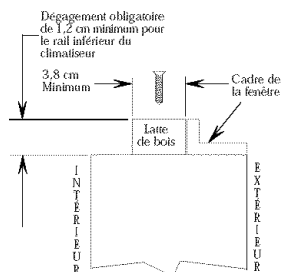 Dégagement obligatoire
de 1,2 cm minimum pour
le rail inférieur du
climatiseur
3,8 cm
Minimum
Cadre de
la fenêtre
Latte
de bois
INTÉRIEUR
EXTÉRIEUR